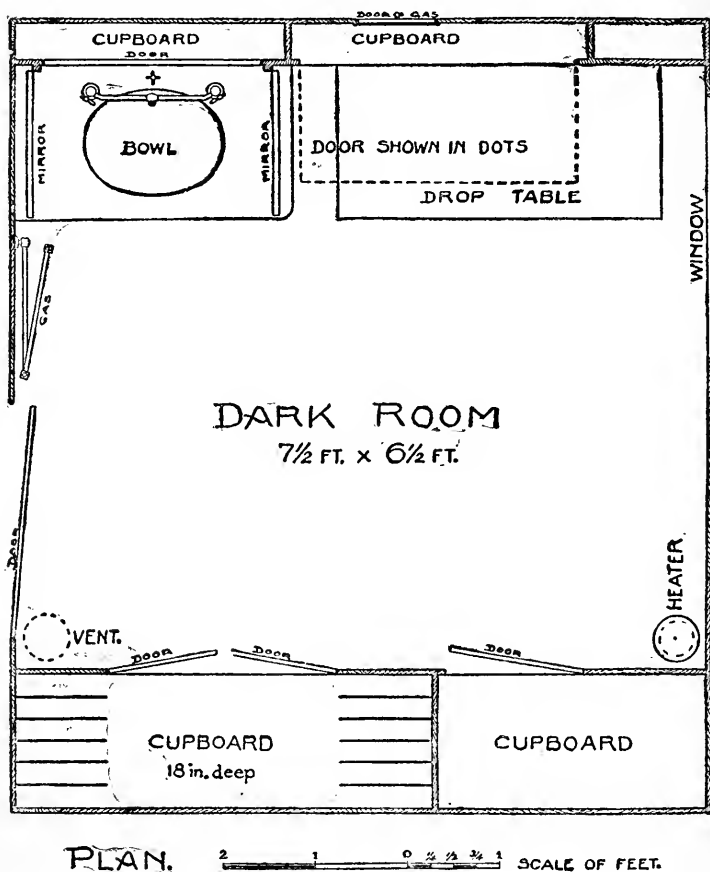 DOOR & GAS
CUPBOARD
CUPBOARD
DOOR
MIRROR
BOWL
MIRROR
DOOR SHOWN IN DOTS
DROP TABLE
WINDOW
GAS
DARK ROOM
7½ FT. x 6½ FT.
DOOR
HEATER
VENT.
DOOR
DOOR
DOOR
CUPBOARD
18 in. deep
CUPBOARD
PLAN.
2 1 0 ¼ ½ ¾ 1 SCALE OF FEET.